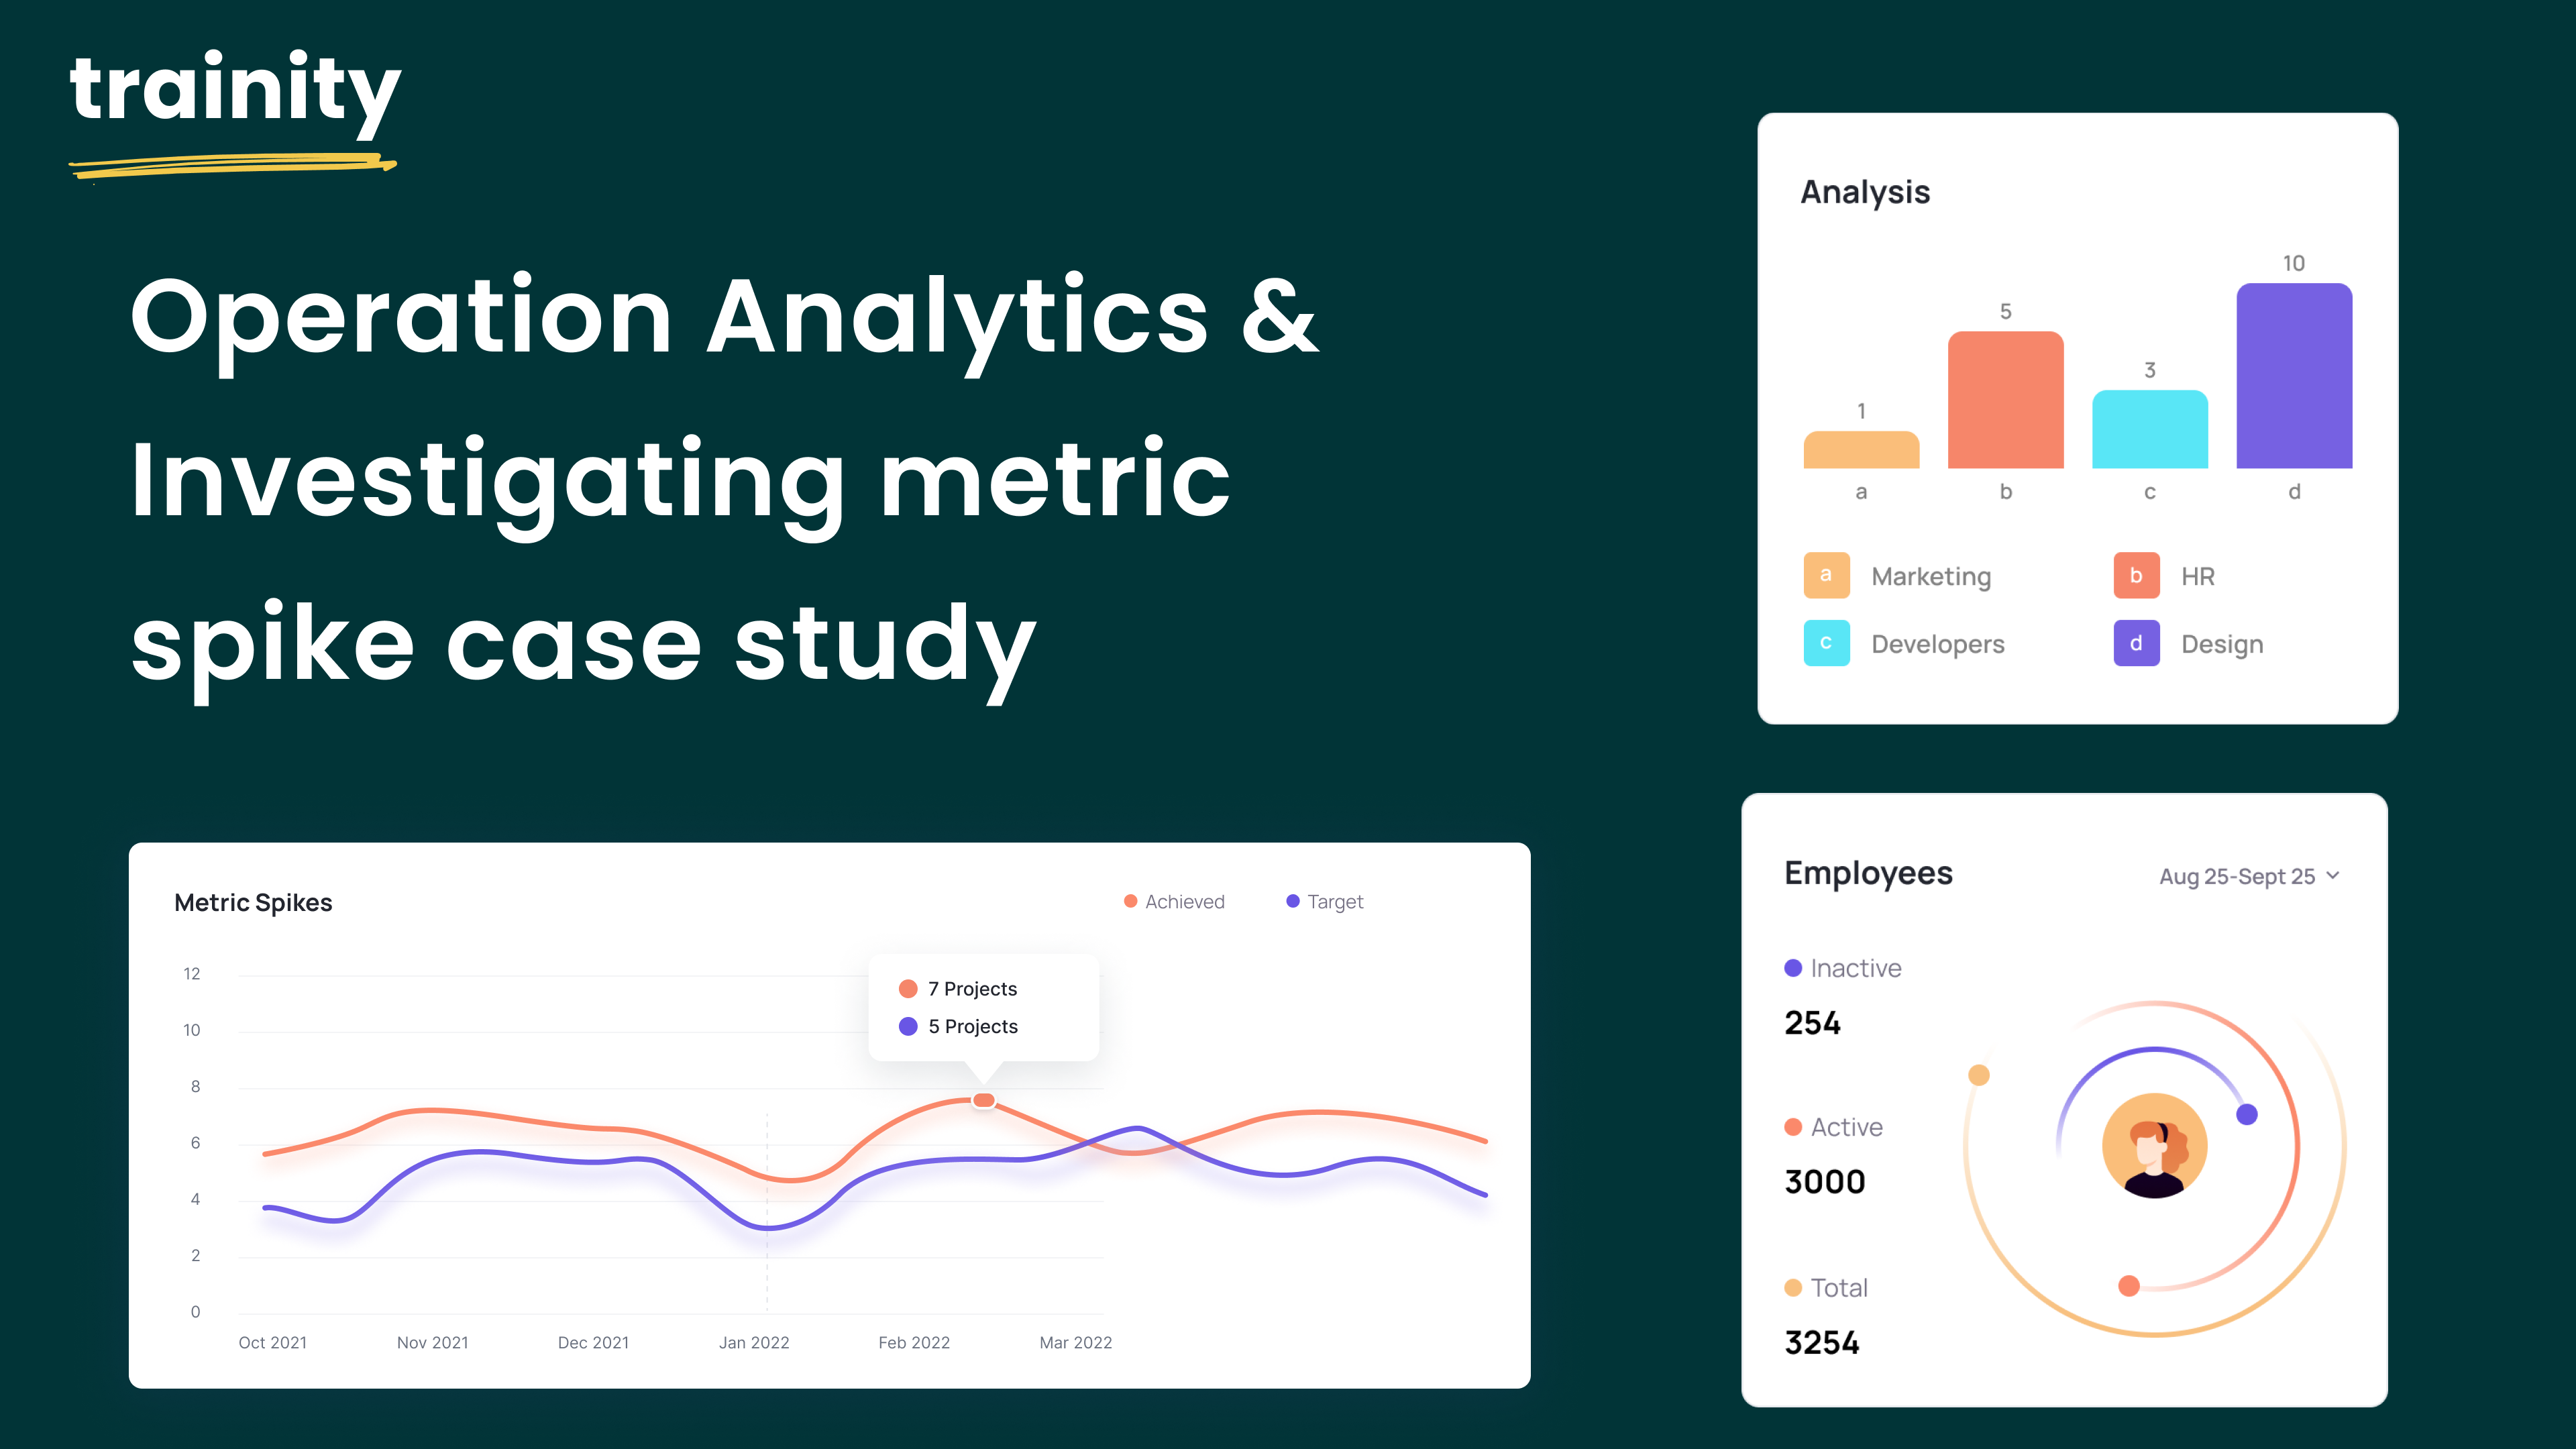 trainity
Operation Analytics &
Investigating metric
spike case study
Analysis
1
5
3
10
a
b
c
d
a Marketing
b HR
c Developers
d Design
Metric Spikes
Achieved
Target
7 Projects
5 Projects
12
10
8
6
4
2
0
Oct 2021
Nov 2021
Dec 2021
Jan 2022
Feb 2022
Mar 2022
Employees
Aug 25-Sept 25
Inactive
254
Active
3000
Total
3254